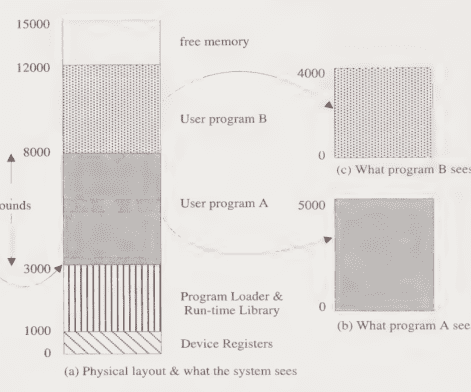 15000
free memory
12000
4000
User program B
0
8000
(c) What program B sees
5000
User program A
3000
0
Program Loader &
Run-time Library
(b) What program A sees
1000
Device Registers
0
(a) Physical layout & what the system sees